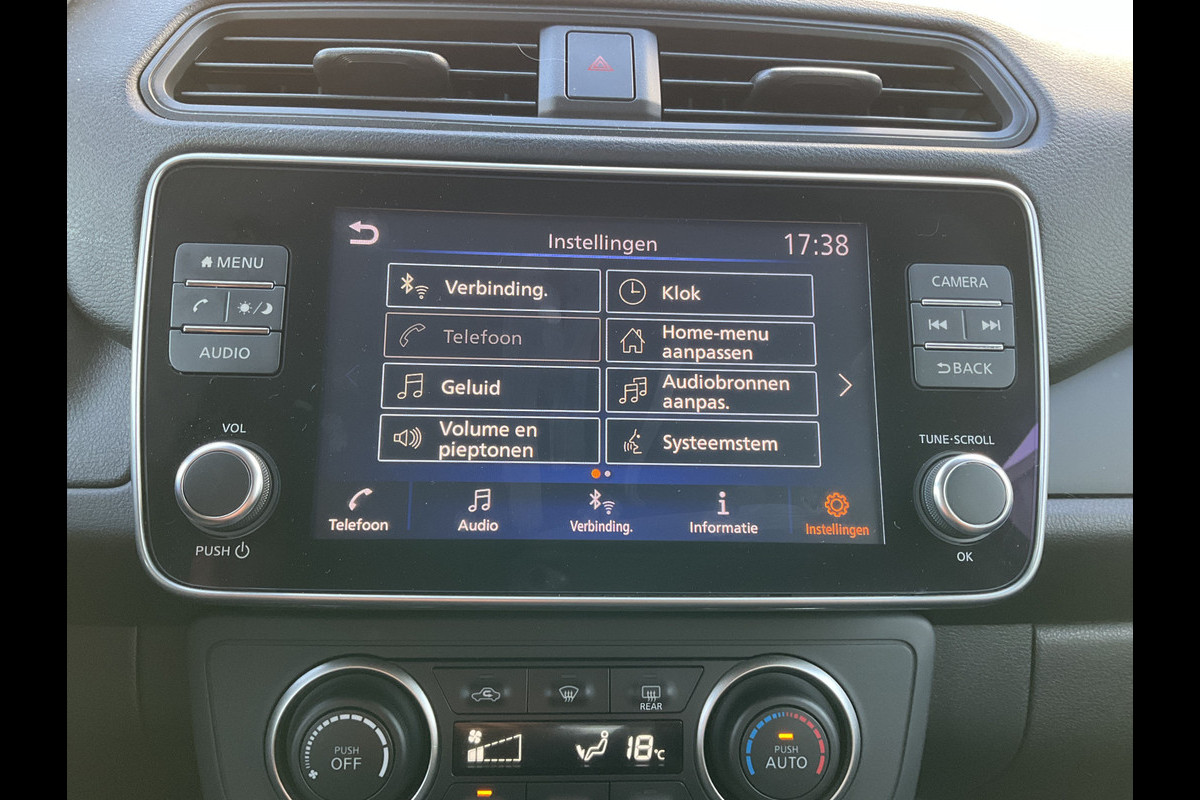 Instellingen 17:38
MENU
AUDIO
VOL
PUSH
Verbinding.
Klok
Telefoon
Home-menu
aanpassen
Geluid
Audiobronnen
aanpas.
Volume en
pieptonen
Systeemstem
Telefoon Audio Verbinding. Informatie Instellingen
CAMERA
BACK
TUNE·SCROLL
OK
REAR
PUSH
OFF
18°C
PUSH
AUTO